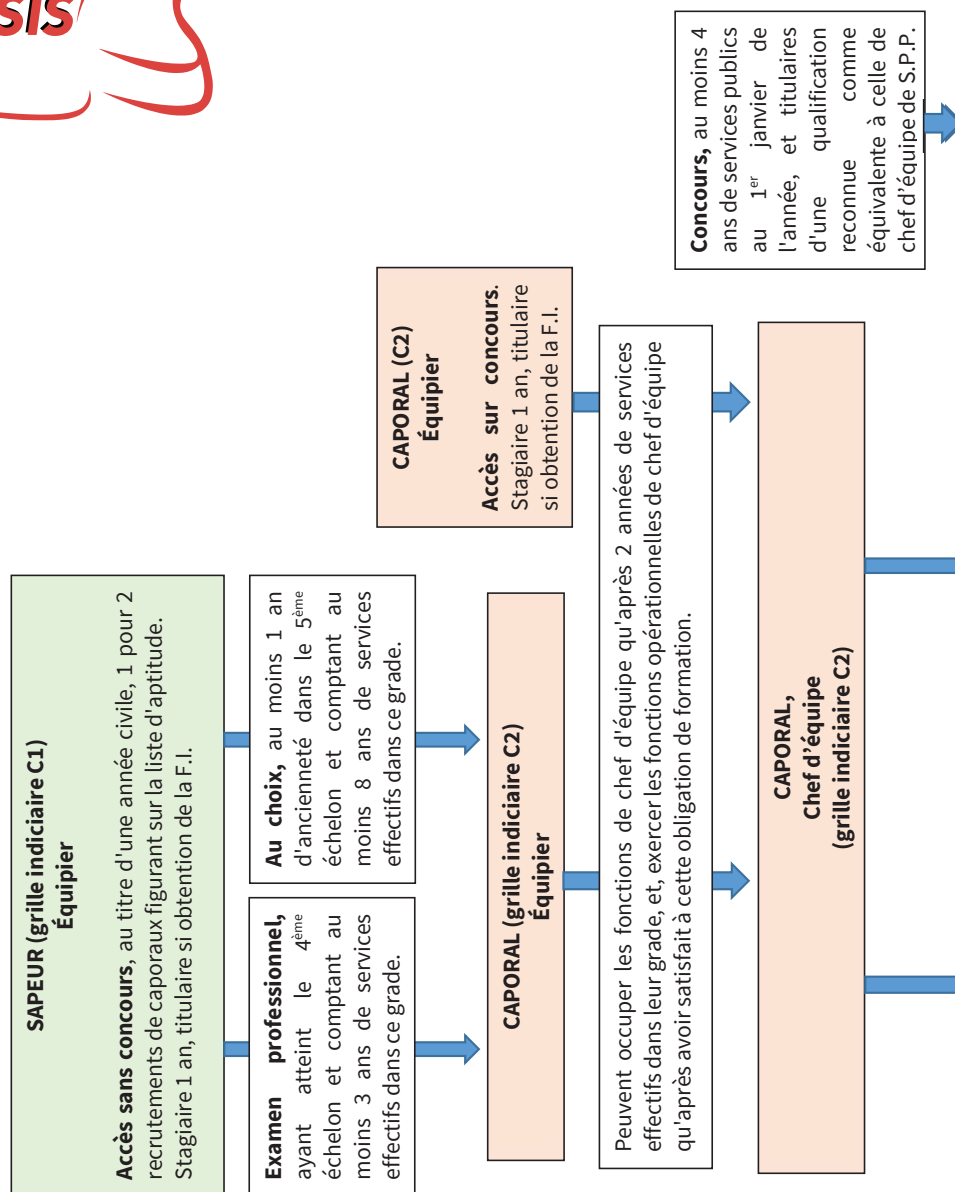 SIS
SAPEUR (grille indiciaire C1)
Équipier
Accès sans concours, au titre d'une année civile, 1 pour 2
recrutements de caporaux figurant sur la liste d'aptitude.
Stagiaire 1 an, titulaire si obtention de la F.I.
Examen professionnel,
ayant atteint le 4ème
échelon et comptant au
moins 3 ans de services
effectifs dans ce grade.
Au choix, au moins 1 an
d'ancienneté dans le 5ème
échelon et comptant au
moins 8 ans de services
effectifs dans ce grade.
CAPORAL (grille indiciaire C2)
Équipier
CAPORAL (C2)
Équipier
Accès sur concours.
Stagiaire 1 an, titulaire
si obtention de la F.I.
Peuvent occuper les fonctions de chef d'équipe qu'après 2 années de services
effectifs dans leur grade, et, exercer les fonctions opérationnelles de chef d'équipe
qu'après avoir satisfait à cette obligation de formation.
CAPORAL,
Chef d’équipe
(grille indiciaire C2)
Concours, au moins 4
ans de services publics
au 1er janvier de
l'année, et titulaires
d'une qualification
reconnue comme
équivalente à celle de
chef d'équipe de S.P.P.